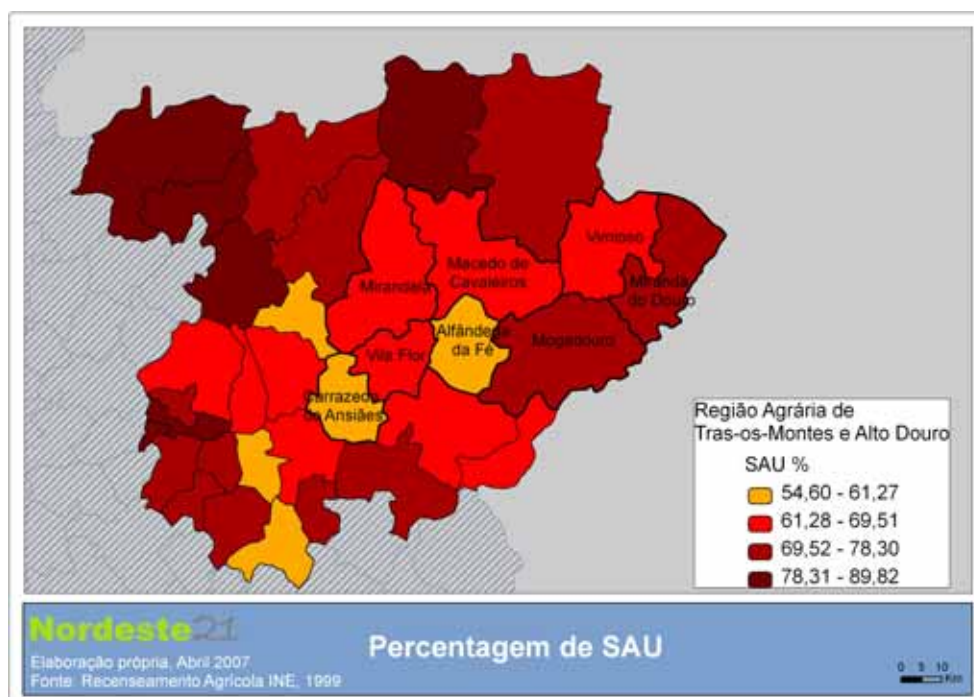 Vimioso
Macedo de
Cavaleiros
Miranda
do Douro
Mirandela
Alfândega
da Fé
Mogadouro
Vila Flor
Carrazeda
de Ansiães
Região Agrária de
Tras-os-Montes e Alto Douro
SAU %
54,60 - 61,27
61,28 - 69,51
69,52 - 78,30
78,31 - 89,82
Nordeste21
Percentagem de SAU
Elaboração própria, Abril 2007
Fonte: Recenseamento Agrícola INE, 1999
0 5 10
Km